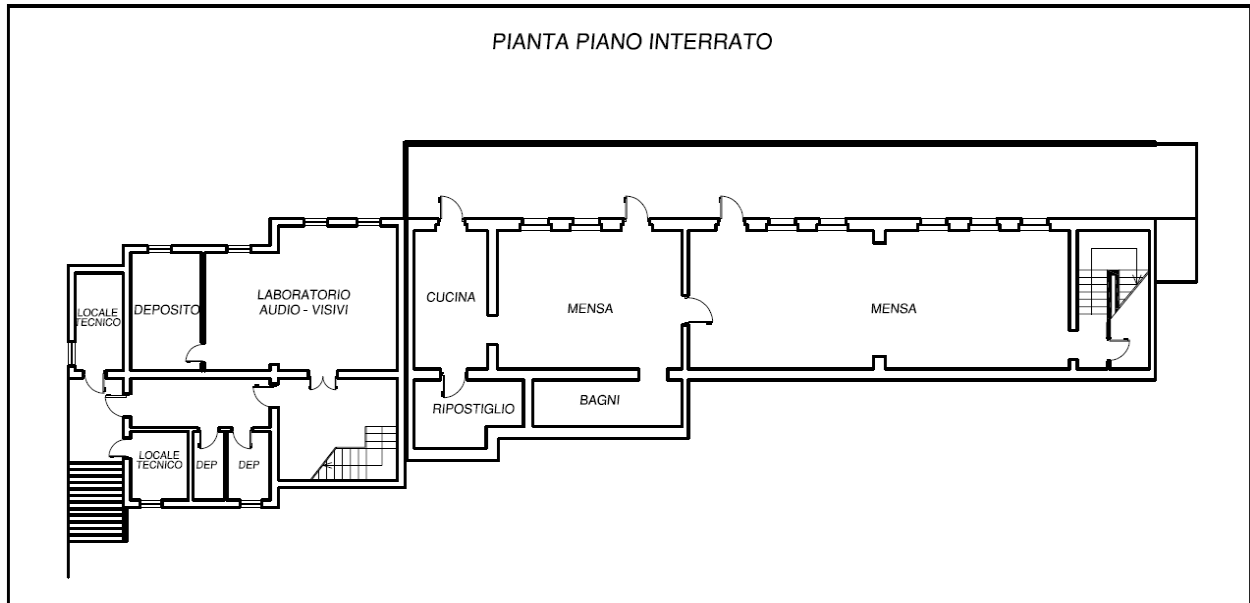 PIANTA PIANO INTERRATO
LABORATORIO
AUDIO - VISIVI
CUCINA
DEPOSITO
LOCALE
TECNICO
MENSA
MENSA
RIPOSTIGLIO
BAGNI
LOCALE
TECNICO
DEP
DEP